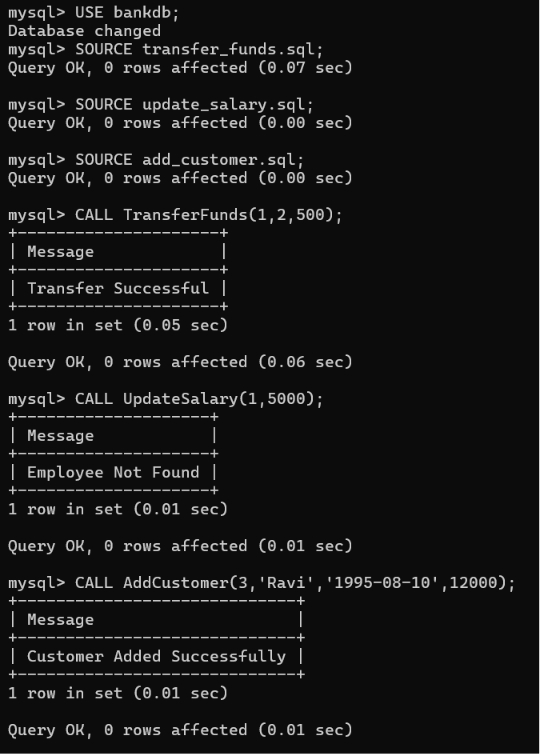 mysql> USE bankdb;
Database changed
mysql> SOURCE transfer_funds.sql;
Query OK, 0 rows affected (0.07 sec)

mysql> SOURCE update_salary.sql;
Query OK, 0 rows affected (0.00 sec)

mysql> SOURCE add_customer.sql;
Query OK, 0 rows affected (0.00 sec)

mysql> CALL TransferFunds(1,2,500);
+---------------------+
| Message             |
+---------------------+
| Transfer Successful |
+---------------------+
1 row in set (0.05 sec)

Query OK, 0 rows affected (0.06 sec)

mysql> CALL UpdateSalary(1,5000);
+--------------------+
| Message            |
+--------------------+
| Employee Not Found |
+--------------------+
1 row in set (0.01 sec)

Query OK, 0 rows affected (0.01 sec)

mysql> CALL AddCustomer(3,'Ravi','1995-08-10',12000);
+-----------------------------+
| Message                     |
+-----------------------------+
| Customer Added Successfully |
+-----------------------------+
1 row in set (0.01 sec)

Query OK, 0 rows affected (0.01 sec)